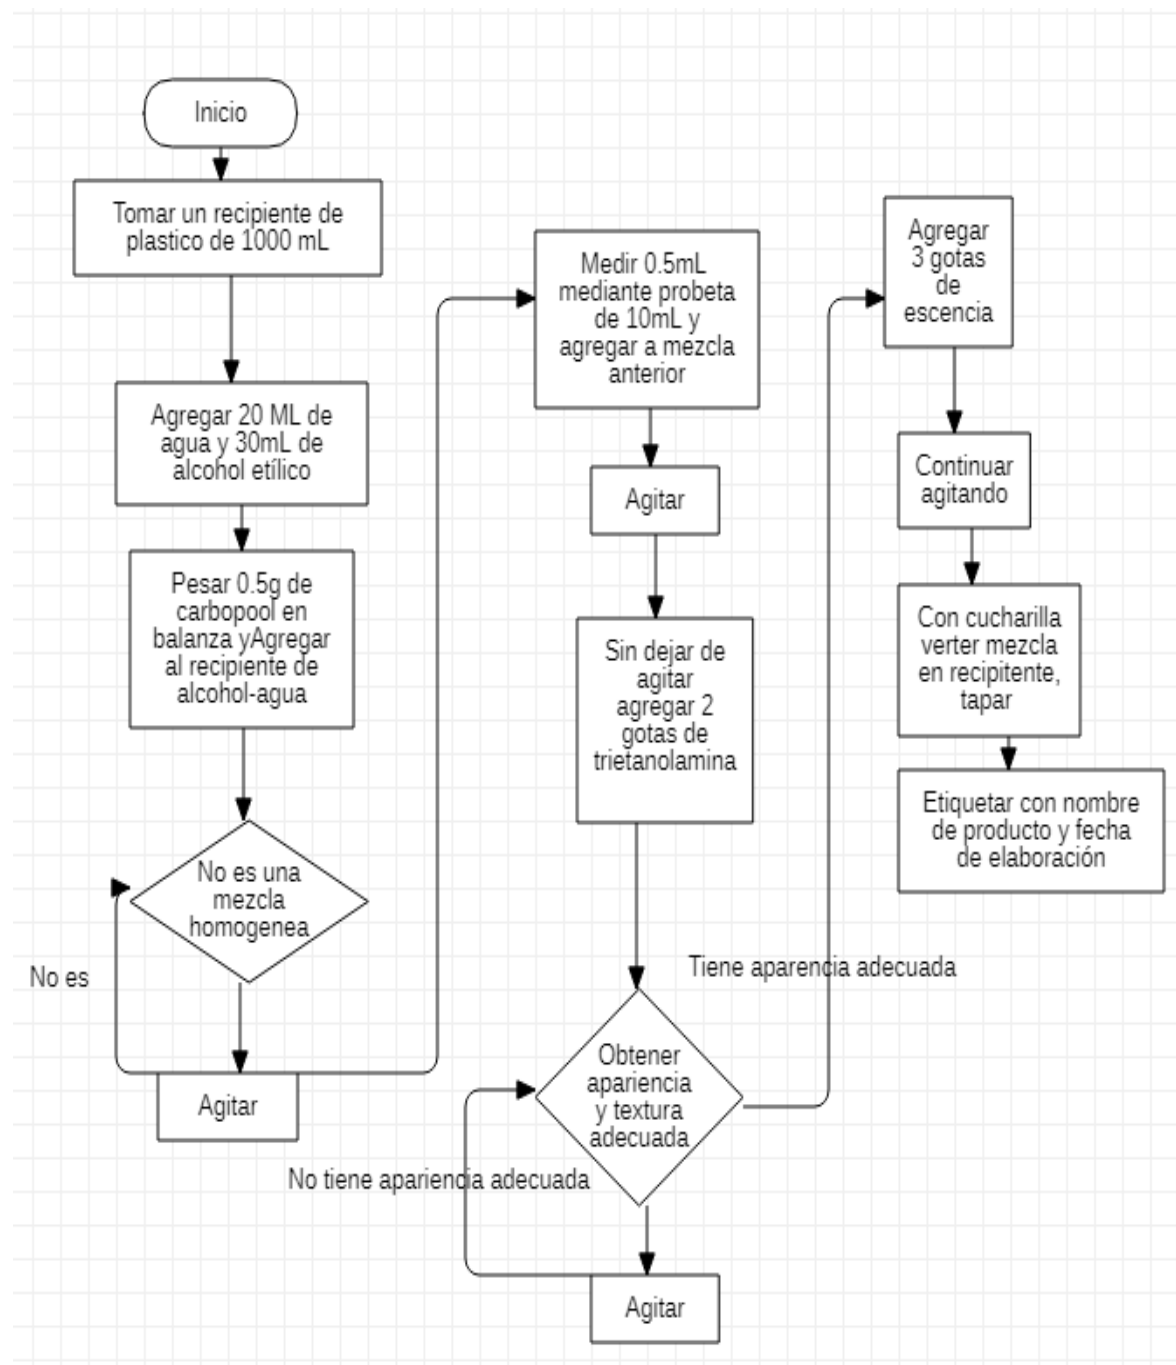 Inicio
Tomar un recipiente de
plastico de 1000 mL
Agregar 20 ML de
agua y 30mL de
alcohol etílico
Pesar 0.5g de
carbopool en
balanza yAgregar
al recipiente de
alcohol-agua
No es una
mezcla
homogenea
No es
Agitar
Medir 0.5mL
mediante probeta
de 10mL y
agregar a mezcla
anterior
Agitar
Sin dejar de
agitar
agregar 2
gotas de
trietanolamina
Obtener
apariencia
y textura
adecuada
No tiene apariencia adecuada
Agitar
Tiene aparencia adecuada
Agregar
3 gotas
de
escencia
Continuar
agitando
Con cucharilla
verter mezcla
en recipitente,
tapar
Etiquetar con nombre
de producto y fecha
de elaboración